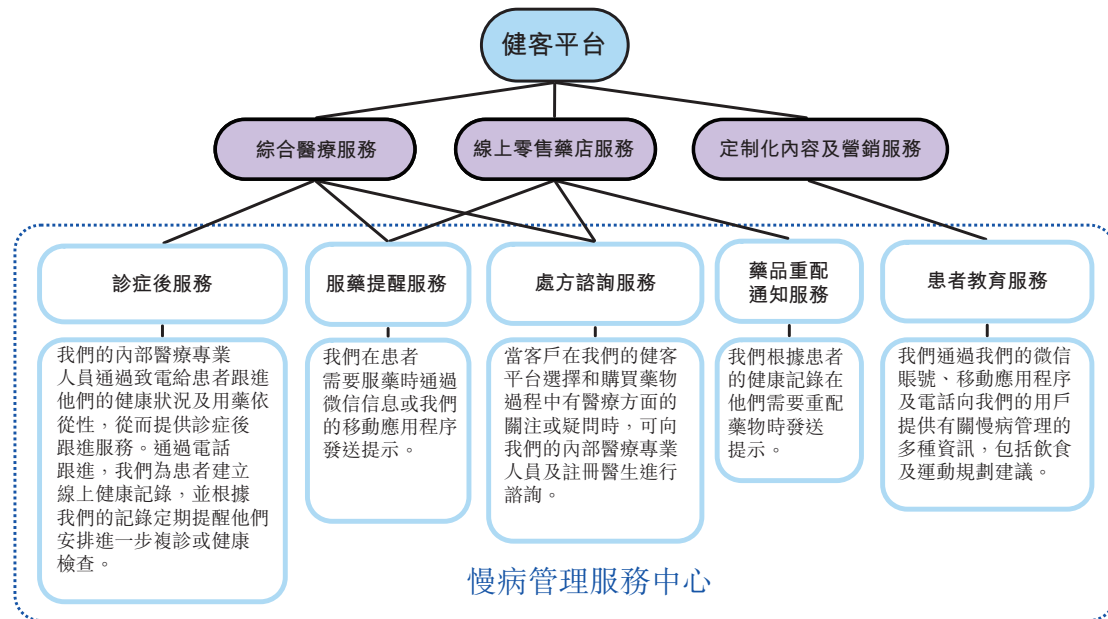 健客平台
綜合醫療服務
線上零售藥店服務
定制化內容及營銷服務
診症後服務
服藥提醒服務
處方諮詢服務
藥品重配
通知服務
患者教育服務
我們的內部醫療專業
人員通過致電給患者跟進
他們的健康狀況及用藥依
從性，從而提供診症後
跟進服務。通過電話
跟進，我們為患者建立
線上健康記錄，並根據
我們的記錄定期提醒他們
安排進一步複診或健康
檢查。
我們在患者
需要服藥時通過
微信信息或我們
的移動應用程序
發送提示。
當客戶在我們的健客
平台選擇和購買藥物
過程中有醫療方面的
關注或疑問時，可向
我們的內部醫療專業
人員及註冊醫生進行
諮詢。
我們根據患者
的健康記錄在
他們需要重配
藥物時發送
提示。
我們通過我們的微信
賬號、移動應用程序
及電話向我們的用戶
提供有關慢病管理的
多種資訊，包括飲食
及運動規劃建議。
慢病管理服務中心